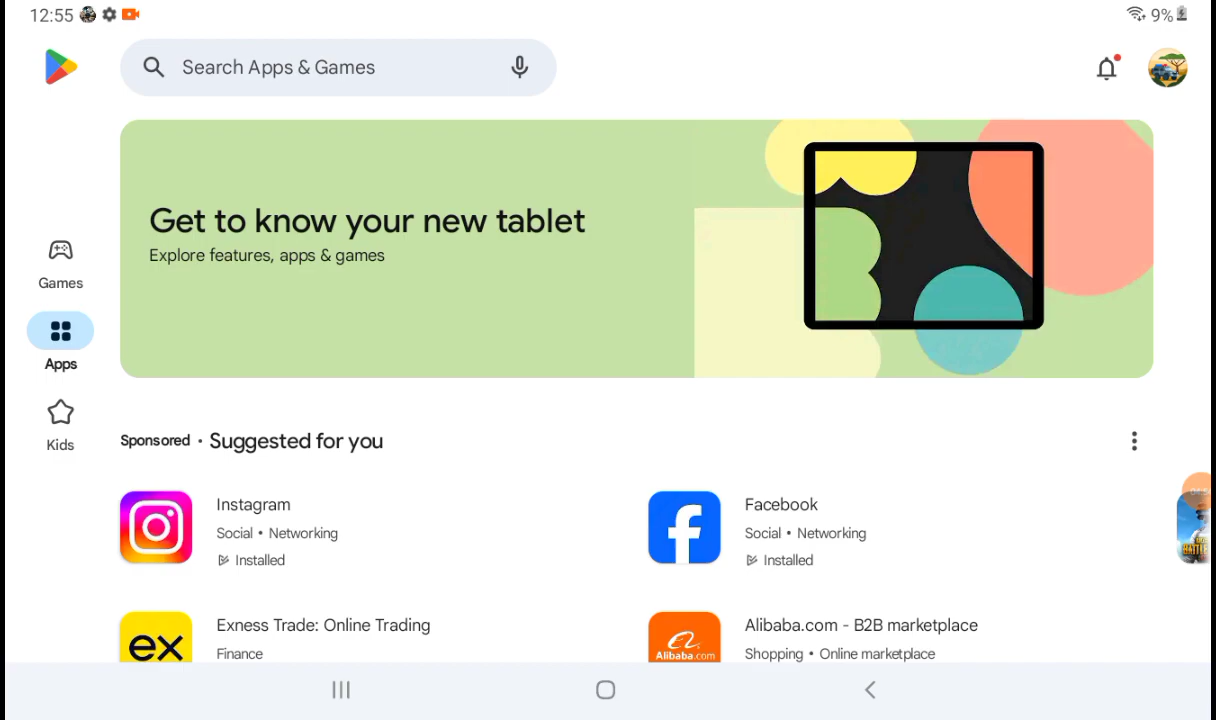 12:55
9%
Search Apps & Games
Get to know your new tablet
Explore features, apps & games
Games
Apps
Kids
Sponsored • Suggested for you
Instagram
Social • Networking
Installed
Facebook
Social • Networking
Installed
ex
Exness Trade: Online Trading
Finance
Alibaba.com
Alibaba.com - B2B marketplace
Shopping • Online marketplace